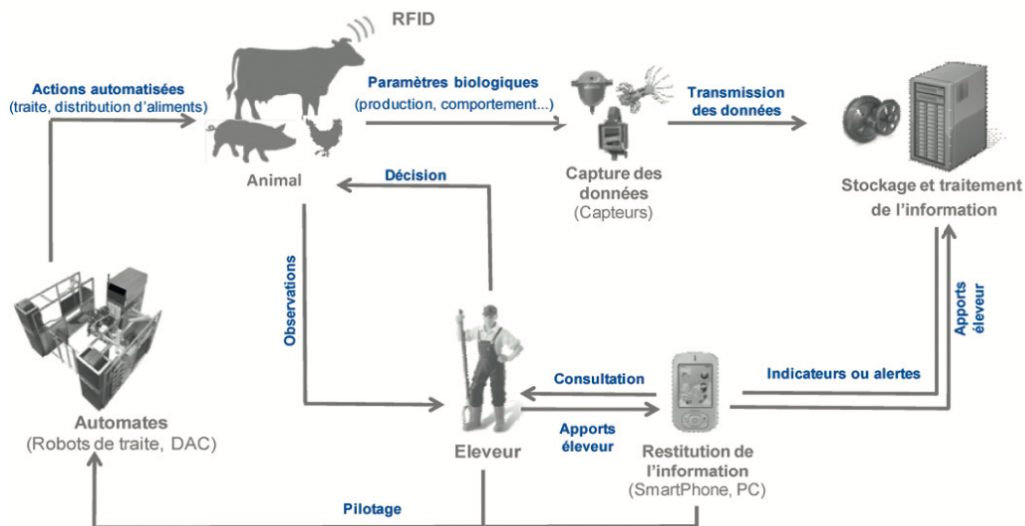 RFID
Actions automatisées
(traite, distribution d'aliments)
Paramètres biologiques
(production, comportement...)
Transmission
des données
Animal
Décision
Capture des
données
(Capteurs)
Stockage et traitement
de l'information
Observations
Apports
éleveur
Automates
(Robots de traite, DAC)
Eleveur
Consultation
Apports
éleveur
Indicateurs ou alertes
Restitution de
l'information
(SmartPhone, PC)
Pilotage